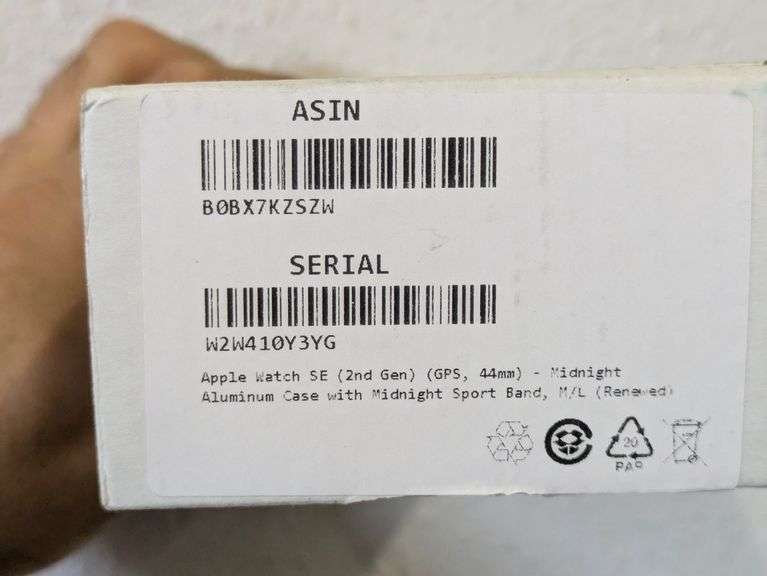 ASIN
B0BX7KZSZW
SERIAL
W2W410Y3YG
Apple Watch SE (2nd Gen) (GPS, 44mm) - Midnight
Aluminum Case with Midnight Sport Band, M/L (Renewed)
20
PAP